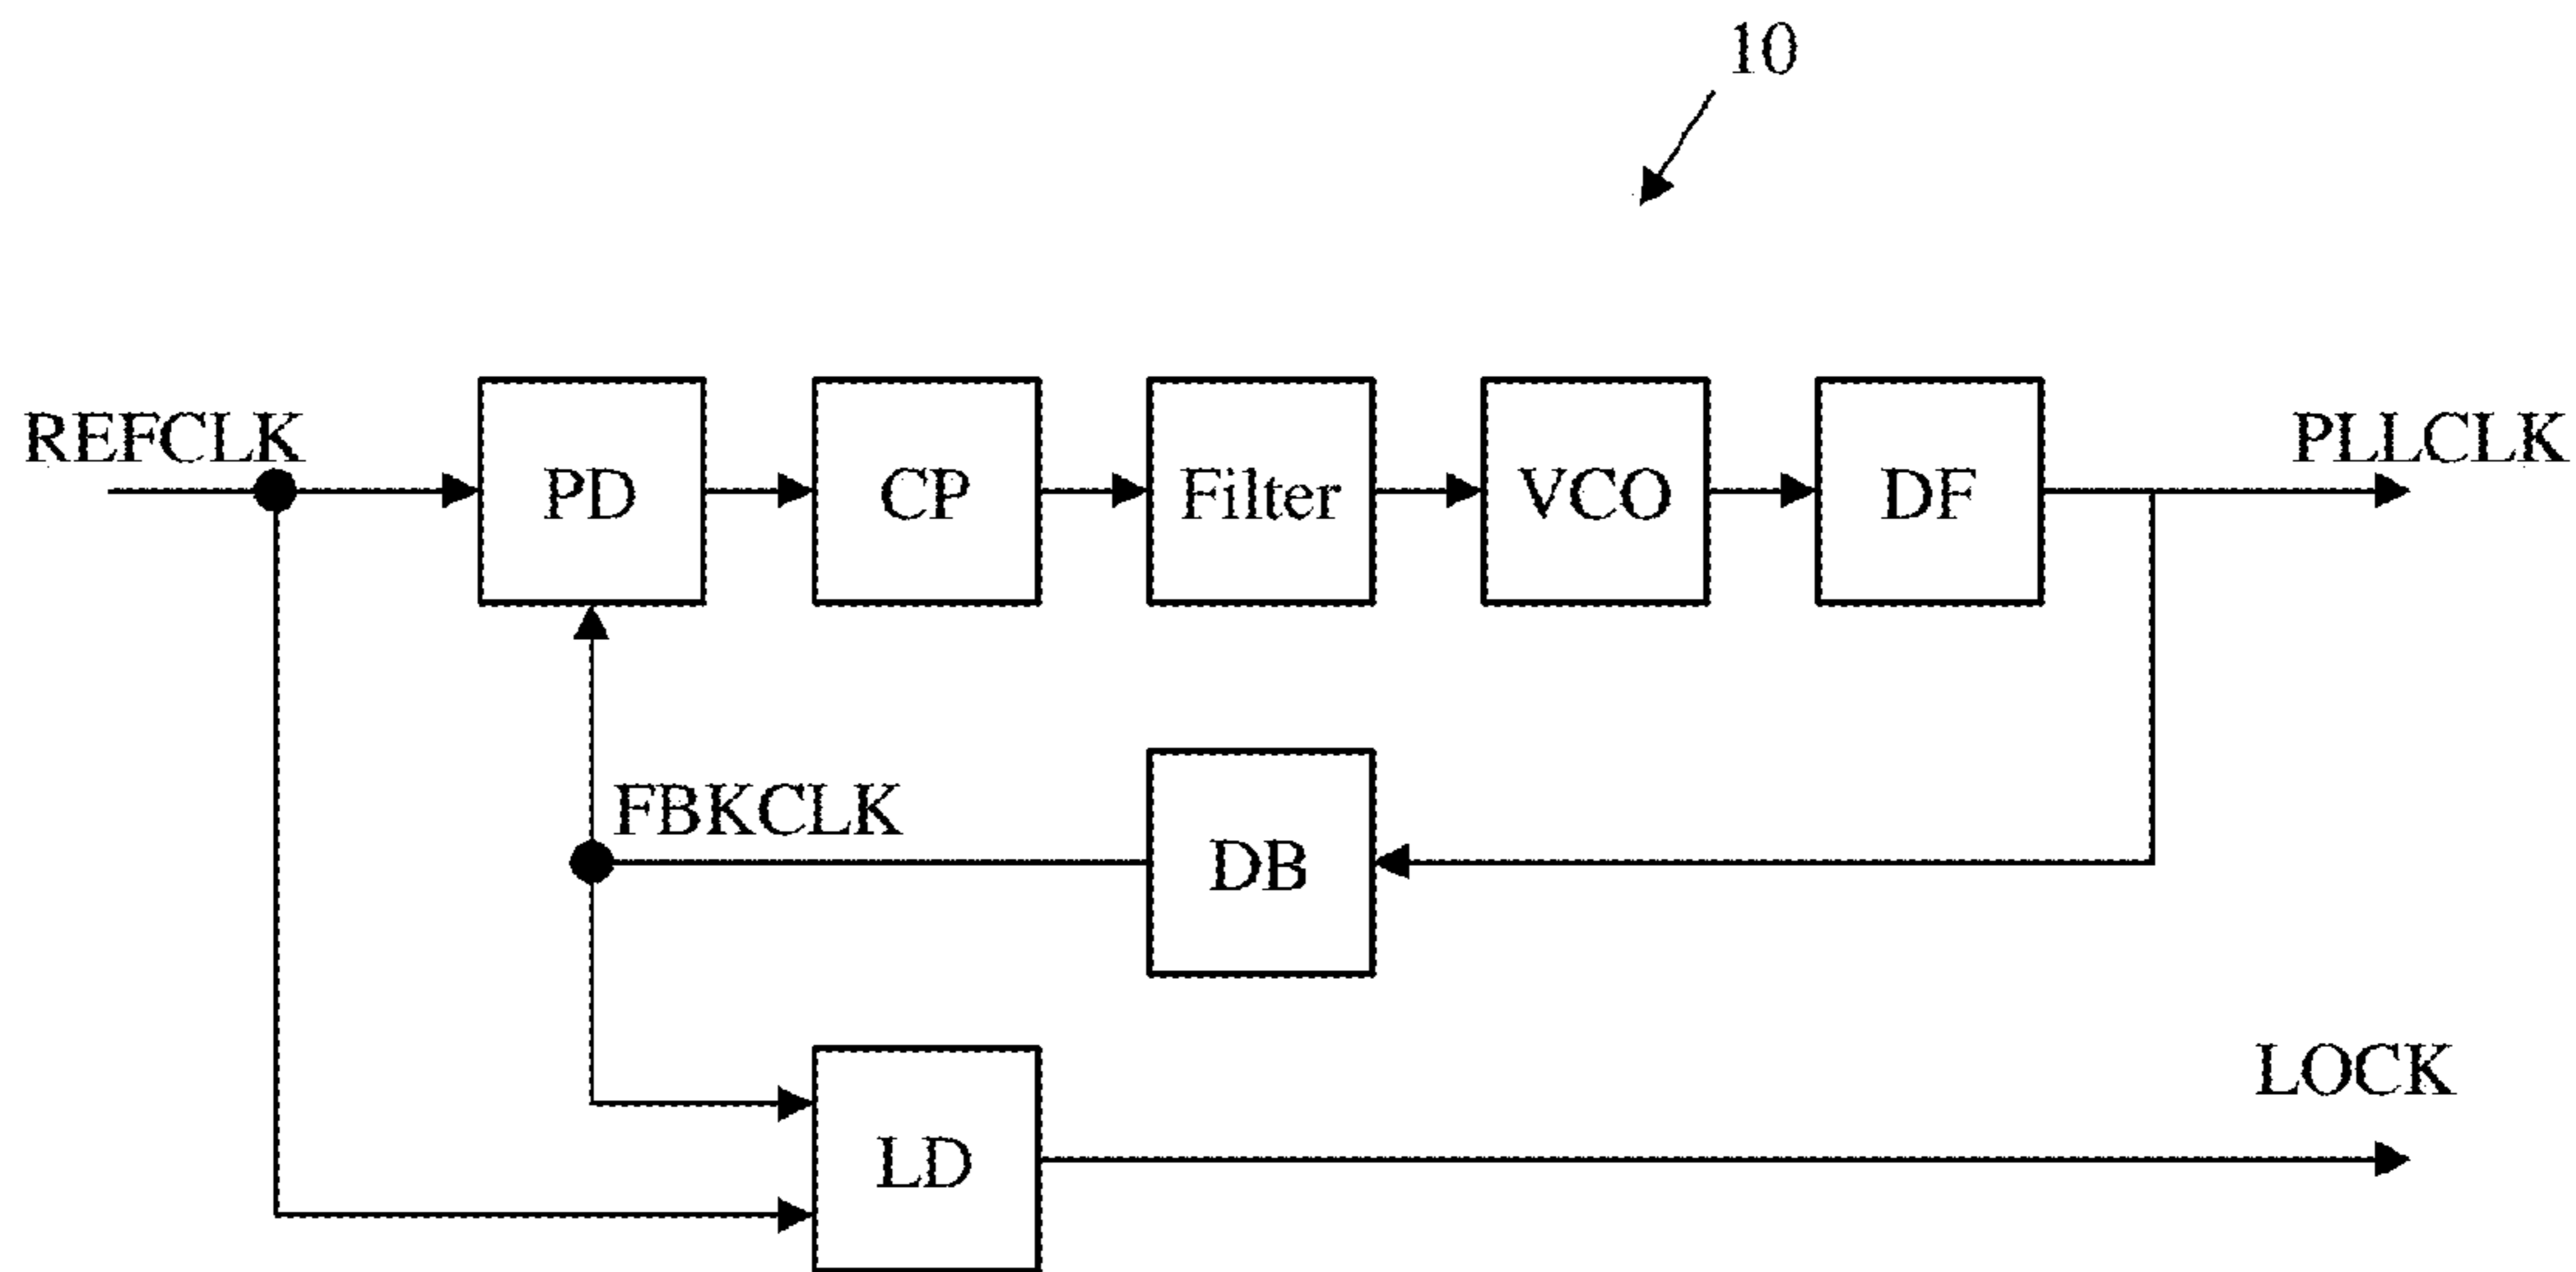 10
REFCLK
PD
CP
Filter
VCO
DF
PLLCLK
FBKCLK
DB
LD
LOCK